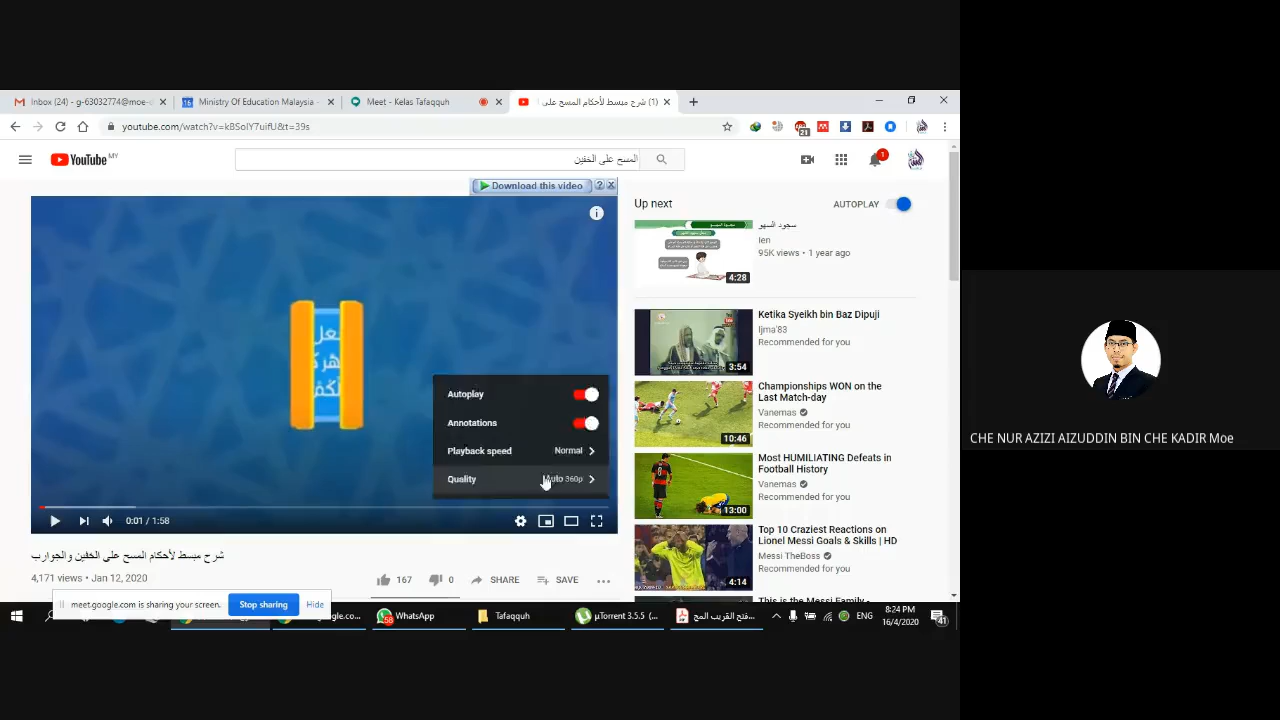 Inbox (24) - g-63032774@moe-
Ministry Of Education Malaysia -
Meet - Kelas Tafaqquh
(1) شرح مبسط لأحكام المسح على
youtube.com/watch?v=kBSolY7uifU&t=39s
21
YouTube MY
المسح على الخفين
1
Download this video
Up next
AUTOPLAY
سجود السهو
Ien
95K views • 1 year ago
4:28
Ketika Syeikh bin Baz Dipuji
Ijma'83
Recommended for you
3:54
Championships WON on the Last Match-day
Vanemas
Recommended for you
10:46
Most HUMILIATING Defeats in Football History
Vanemas
Recommended for you
13:00
Top 10 Craziest Reactions on Lionel Messi Goals & Skills | HD
Messi TheBoss
Recommended for you
4:14
This is the Messi Family -
Autoplay
Annotations
Playback speed Normal
Quality Auto 360p
0:01 / 1:58
شرح مبسط لأحكام المسح على الخفين والجوارب
4,171 views • Jan 12, 2020
167
0
SHARE
SAVE
meet.google.com is sharing your screen.
Stop sharing
Hide
58
WhatsApp
Tafaqquh
µTorrent 3.5.5 (...
فتح القريب المج...
ENG
8:24 PM
16/4/2020
41
CHE NUR AZIZI AIZUDDIN BIN CHE KADIR Moe